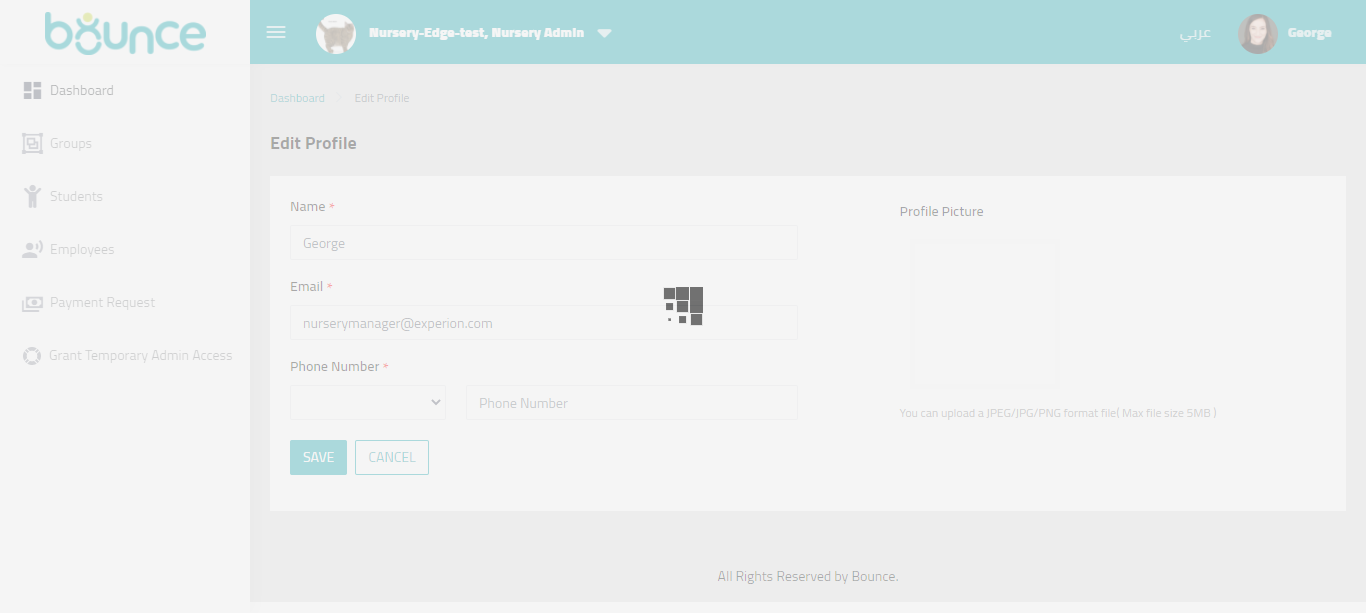 bounce
Nursery-Edge-test, Nursery Admin
عربي
George
Dashboard
Groups
Students
Employees
Payment Request
Grant Temporary Admin Access
Dashboard
Edit Profile
Edit Profile
Name *
George
Email *
nurserymanager@experion.com
Phone Number *
Phone Number
SAVE
CANCEL
Profile Picture
You can upload a JPEG/JPG/PNG format file( Max file size 5MB )
All Rights Reserved by Bounce.